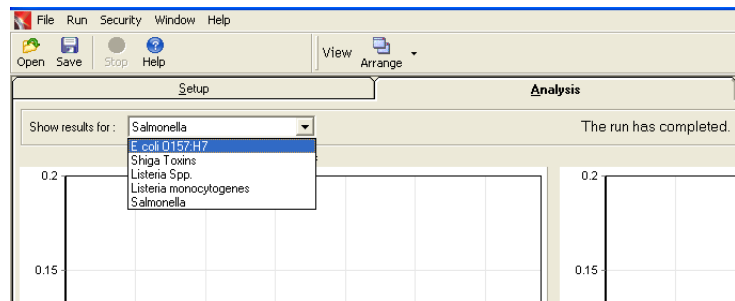 File Run Security Window Help
Open Save Stop Help View Arrange
Setup Analysis
Show results for : Salmonella The run has completed.
E coli O157:H7
Shiga Toxins
Listeria Spp.
Listeria monocytogenes
Salmonella
0.2 0.2
0.15 0.15